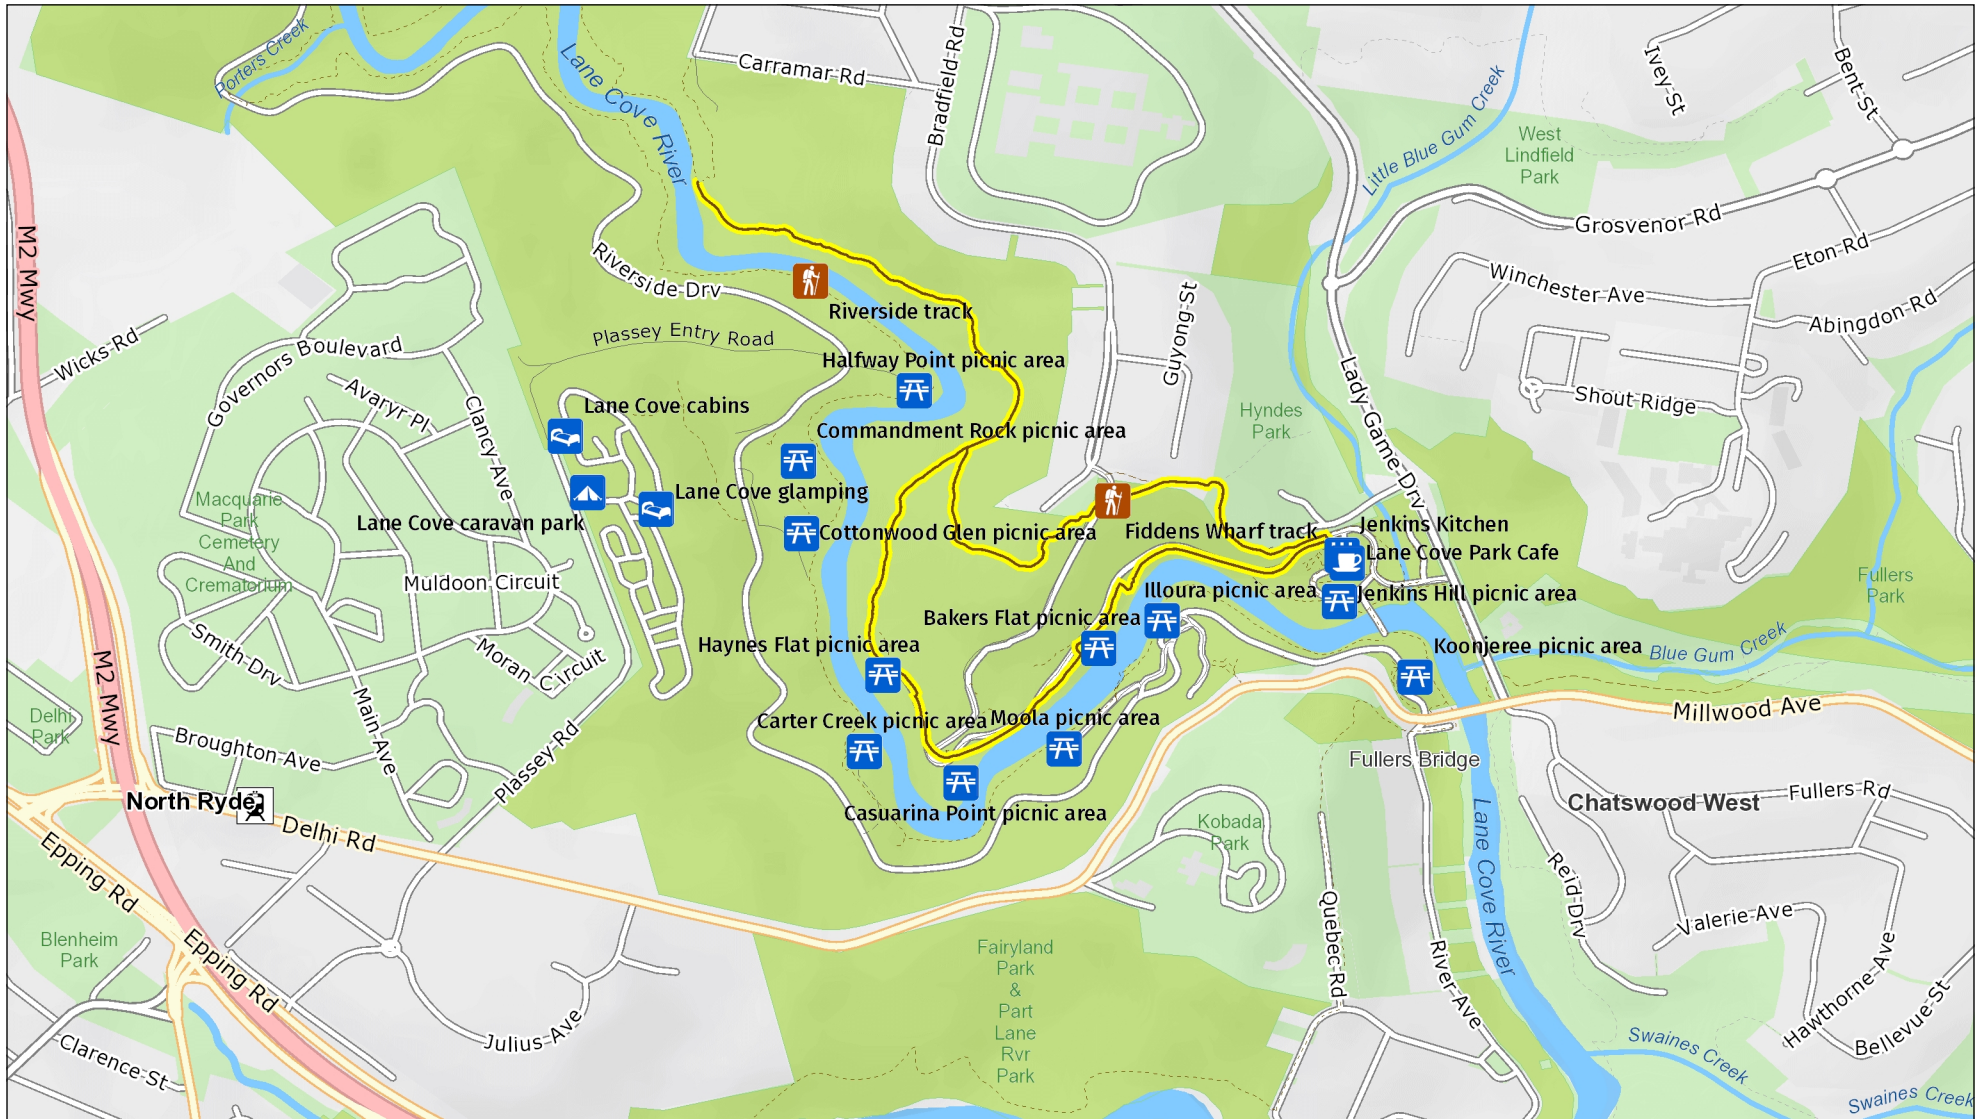 Porters Creek
Lane Cove River
Carramar Rd
Bradfield Rd
Ivey St
Bent St
Little Blue Gum Creek
West
Lindfield
Park
Grosvenor Rd
Eton Rd
M2 Mwy
Riverside Drv
Winchester Ave
Abingdon Rd
Guyong St
Riverside track
Wicks Rd
Plassey Entry Road
Governors Boulevard
Halfway Point picnic area
Lady Game Drv
Avaryr Pl
Clancy Ave
Lane Cove cabins
Shout Ridge
Hyndes
Park
Commandment Rock picnic area
Macquarie
Park
Cemetery
And
Crematorium
Lane Cove glamping
Lane Cove caravan park
Cottonwood Glen picnic area
Fiddens Wharf track
Jenkins Kitchen
Lane Cove Park Cafe
Muldoon Circuit
Illoura picnic area
Jenkins Hill picnic area
Fullers
Park
Bakers Flat picnic area
Smith Drv
Moran Circuit
Haynes Flat picnic area
Koonjeree picnic area
Blue Gum Creek
M2 Mwy
Main Ave
Delhi
Park
Carter Creek picnic area
Moola picnic area
Millwood Ave
Broughton Ave
Plassey Rd
Fullers Bridge
North Ryde
Casuarina Point picnic area
Chatswood West
Fullers Rd
Delhi Rd
Kobada
Park
Epping Rd
Lane Cove River
Reid Drv
Blenheim
Park
Epping Rd
Fairyland
Park
&
Part
Lane
Rvr
Park
Quebec Rd
River Ave
Valerie Ave
Hawthorne Ave
Bellevue St
Julius Ave
Clarence St
Swaines Creek
Swaines Creek